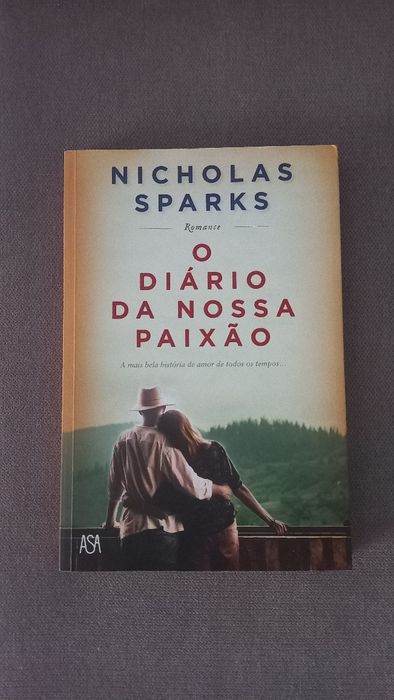 NICHOLAS
SPARKS
Romance
O
DIÁRIO
DA NOSSA
PAIXÃO
A mais bela história de amor de todos os tempos...
ASA